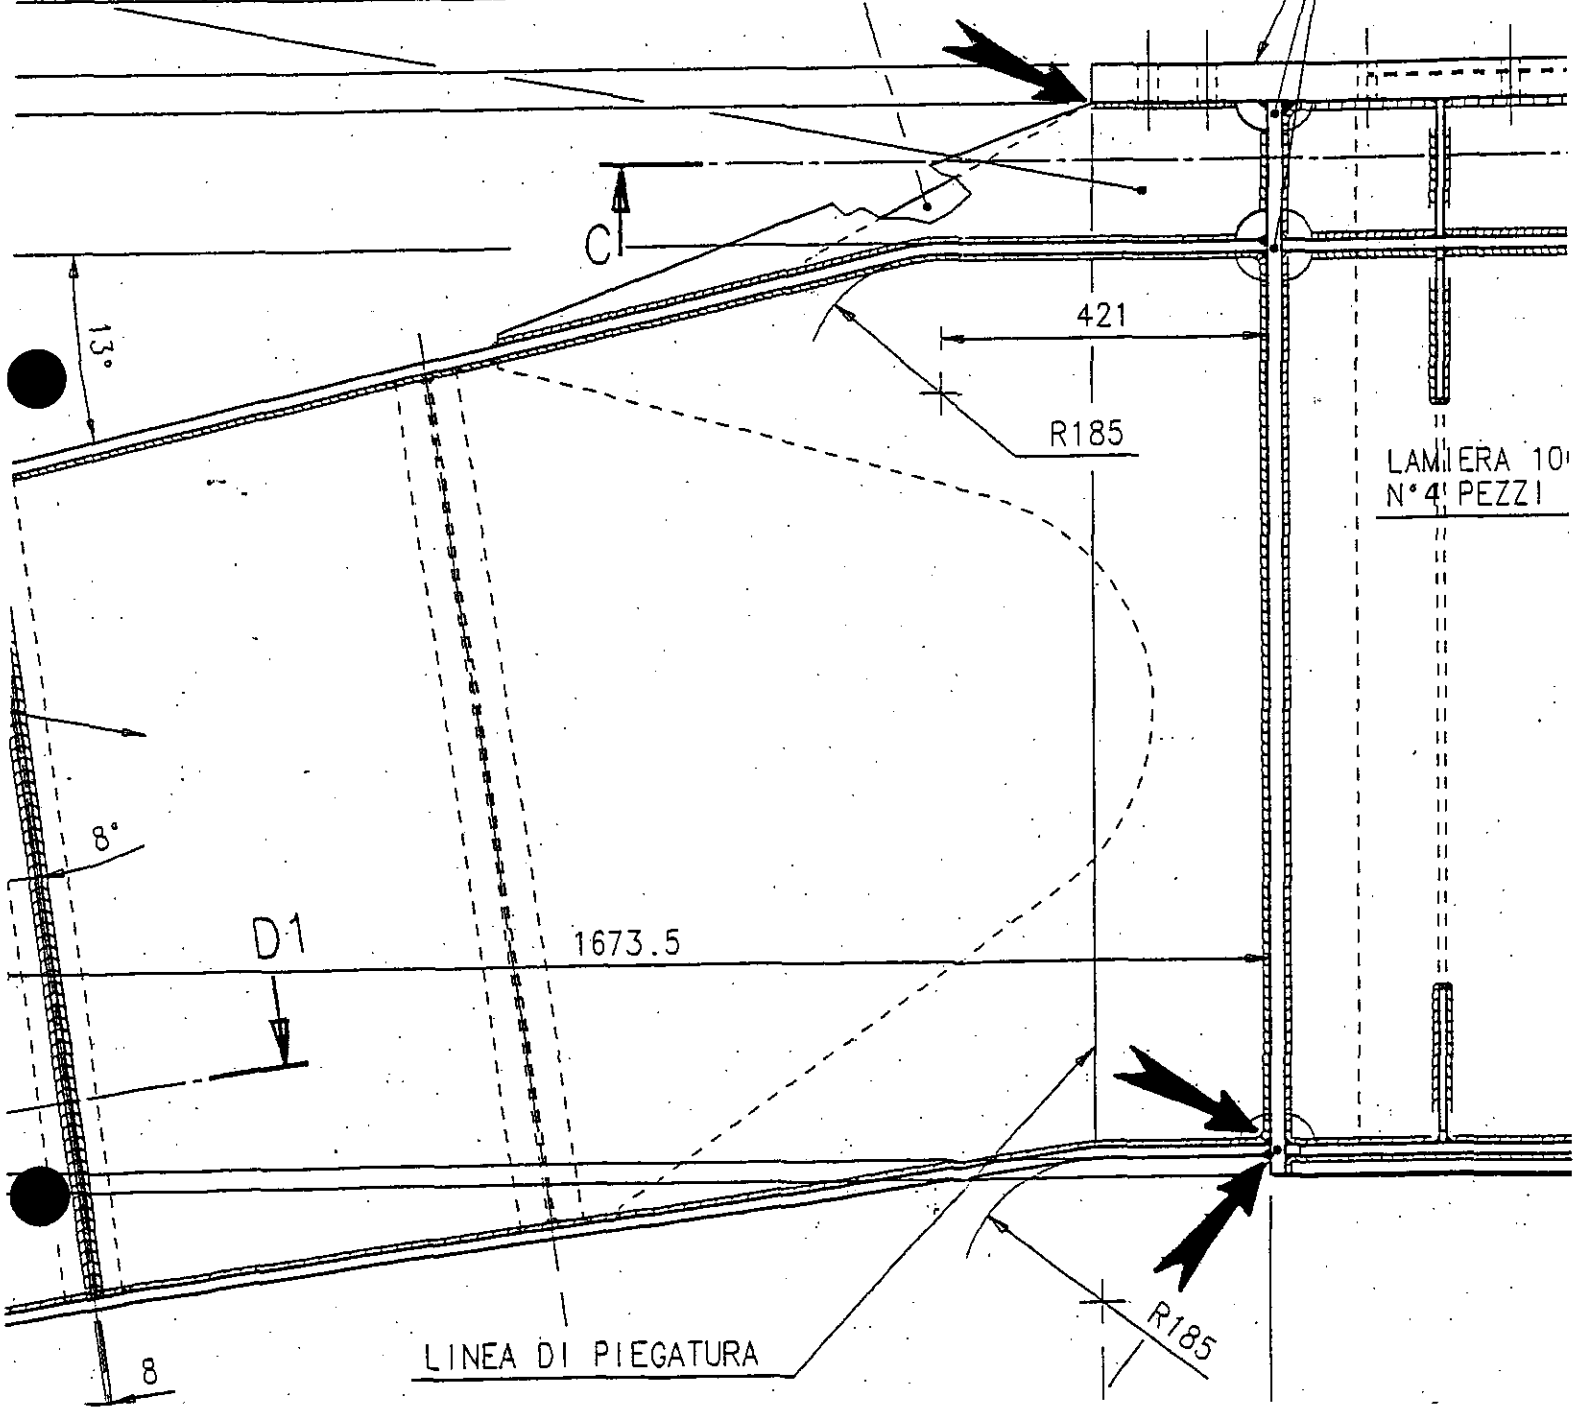 C
13°
421
R185
LAMIERA 10
N°4 PEZZI
8°
D1
1673.5
R185
LINEA DI PIEGATURA
8